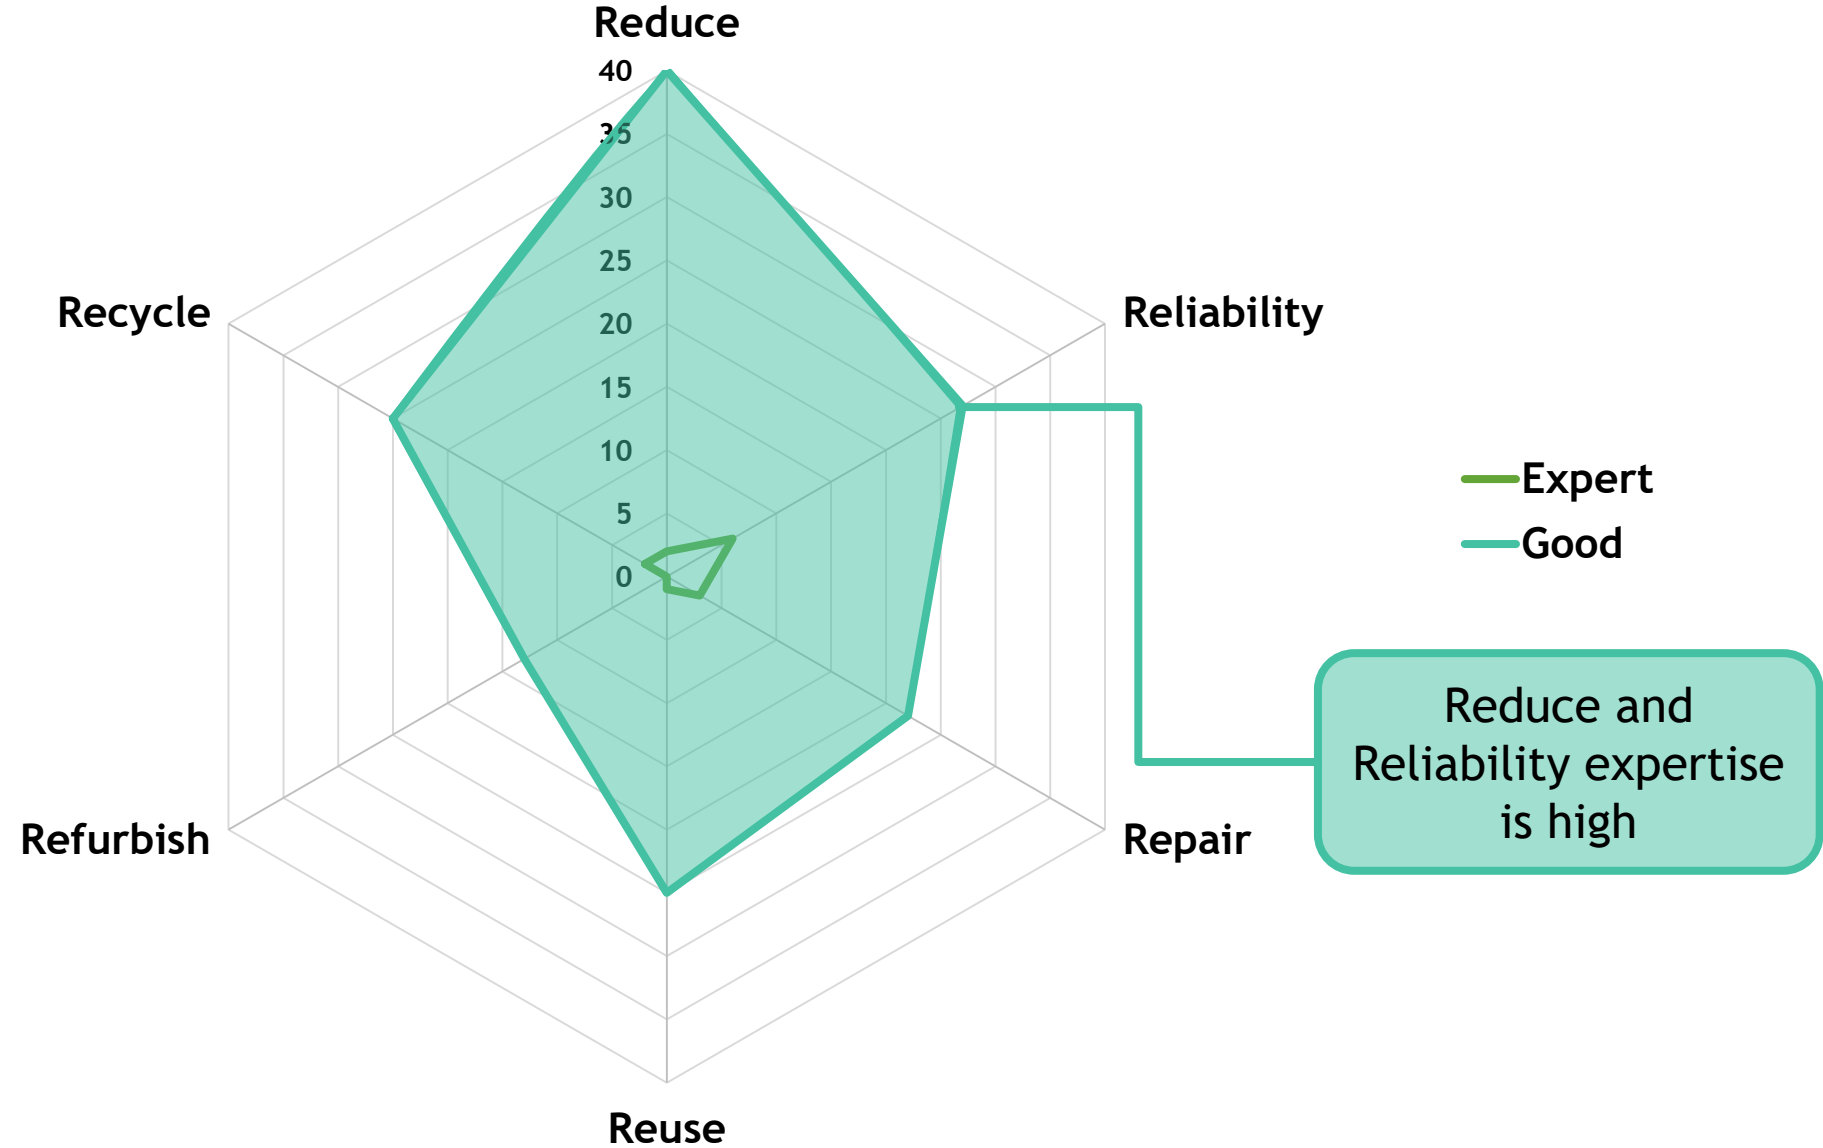 Reduce
40
35
30
25
20
15
10
5
0
Recycle
Reliability
Expert
Good
Reduce and
Reliability expertise
is high
Refurbish
Repair
Reuse